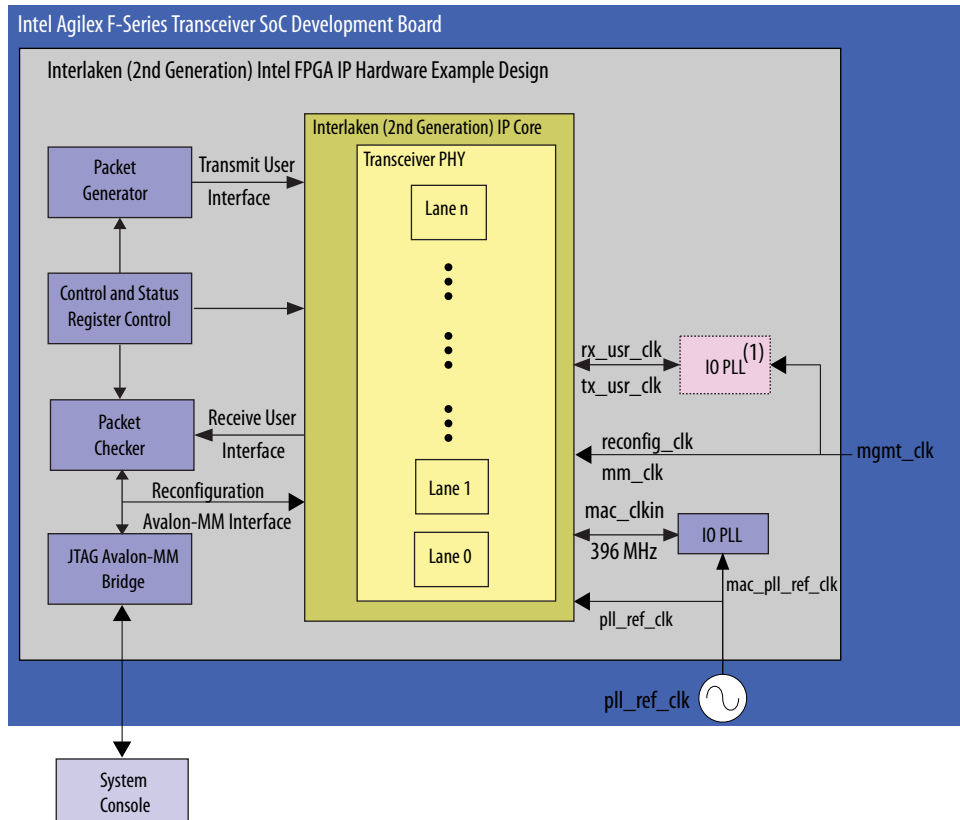 Intel Agilex F-Series Transceiver SoC Development Board
Interlaken (2nd Generation) Intel FPGA IP Hardware Example Design
Interlaken (2nd Generation) IP Core
Transceiver PHY
Packet
Generator
Transmit User
Interface
Lane n
Control and Status
Register Control
rx_usr_clk
tx_usr_clk
IO PLL
(1)
Packet
Checker
Receive User
Interface
reconfig_clk
mm_clk
mgmt_clk
Reconfiguration
Avalon-MM Interface
Lane 1
mac_clkin
396 MHz
IO PLL
JTAG Avalon-MM
Bridge
Lane 0
mac_pll_ref_clk
pll_ref_clk
pll_ref_clk
System
Console